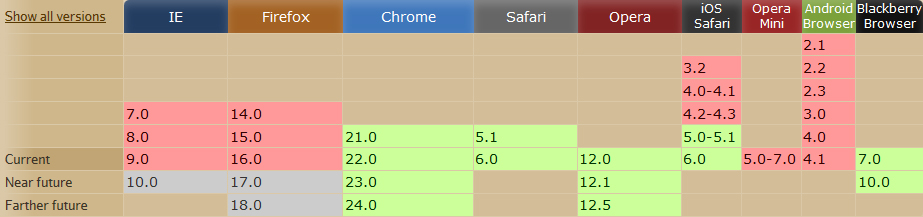 Show all versions IE Firefox Chrome Safari Opera iOS Safari Opera Mini Android Browser Blackberry Browser
2.1
3.2 2.2
4.0-4.1 2.3
7.0 14.0 4.2-4.3 3.0
8.0 15.0 21.0 5.1 5.0-5.1 4.0
Current 9.0 16.0 22.0 6.0 12.0 6.0 5.0-7.0 4.1 7.0
Near future 10.0 17.0 23.0 12.1 10.0
Farther future 18.0 24.0 12.5